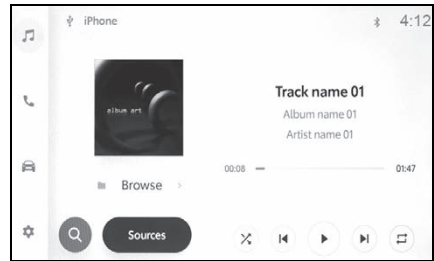 iPhone
4:12
album art
Track name 01
Album name 01
Artist name 01
00:08
01:47
Browse
Sources